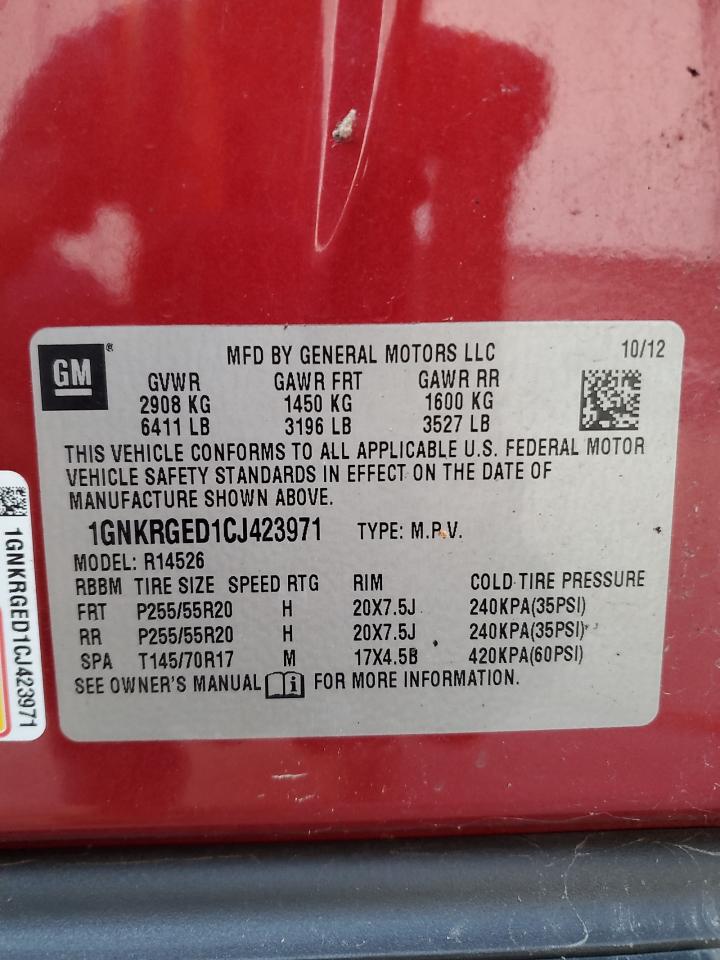 GM®
MFD BY GENERAL MOTORS LLC 10/12
GVWR GAWR FRT GAWR RR
2908 KG 1450 KG 1600 KG
6411 LB 3196 LB 3527 LB
THIS VEHICLE CONFORMS TO ALL APPLICABLE U.S. FEDERAL MOTOR
VEHICLE SAFETY STANDARDS IN EFFECT ON THE DATE OF
MANUFACTURE SHOWN ABOVE.
1GNKRGED1CJ423971 TYPE: M.P.V.
MODEL: R14526
RBBM TIRE SIZE SPEED RTG RIM COLD TIRE PRESSURE
FRT P255/55R20 H 20X7.5J 240KPA(35PSI)
RR P255/55R20 H 20X7.5J 240KPA(35PSI)
SPA T145/70R17 M 17X4.5B 420KPA(60PSI)
SEE OWNER'S MANUAL i FOR MORE INFORMATION.
1GNKRGED1CJ423971